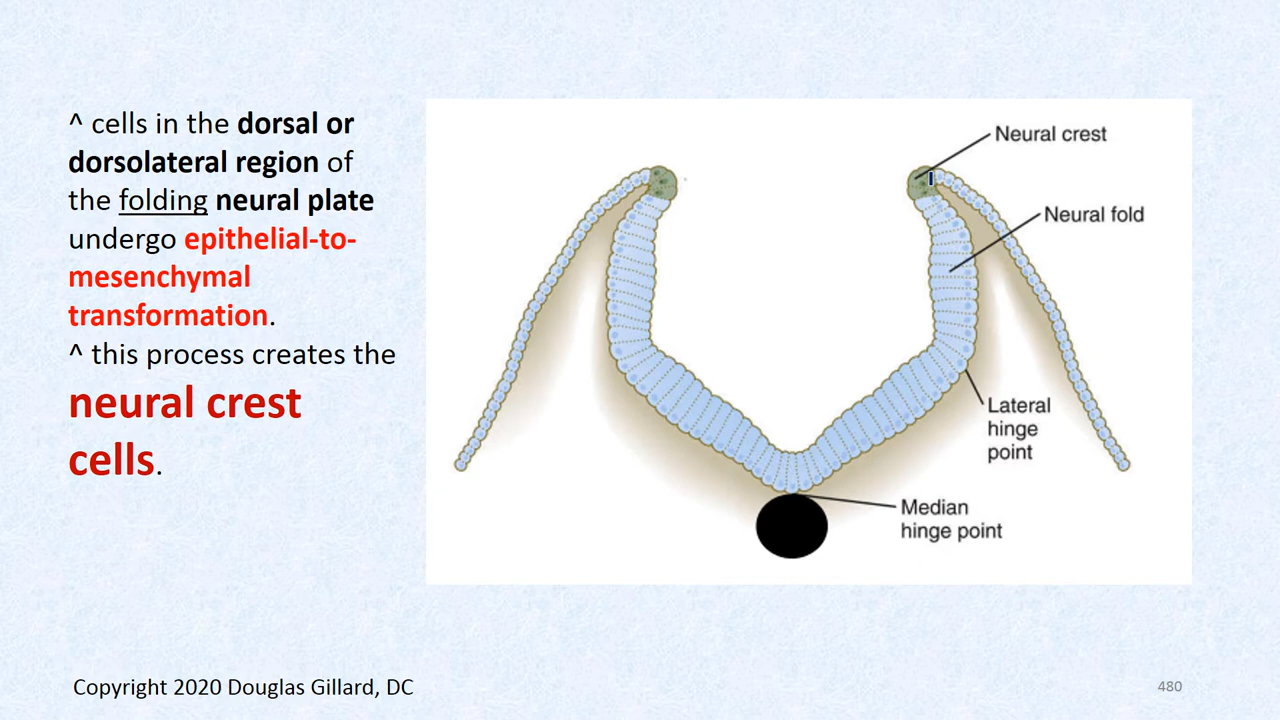 ^ cells in the dorsal or
dorsolateral region of
the folding neural plate
undergo epithelial-to-
mesenchymal
transformation.
^ this process creates the
neural crest
cells.
Neural crest
Neural fold
Lateral
hinge
point
Median
hinge point
Copyright 2020 Douglas Gillard, DC
480